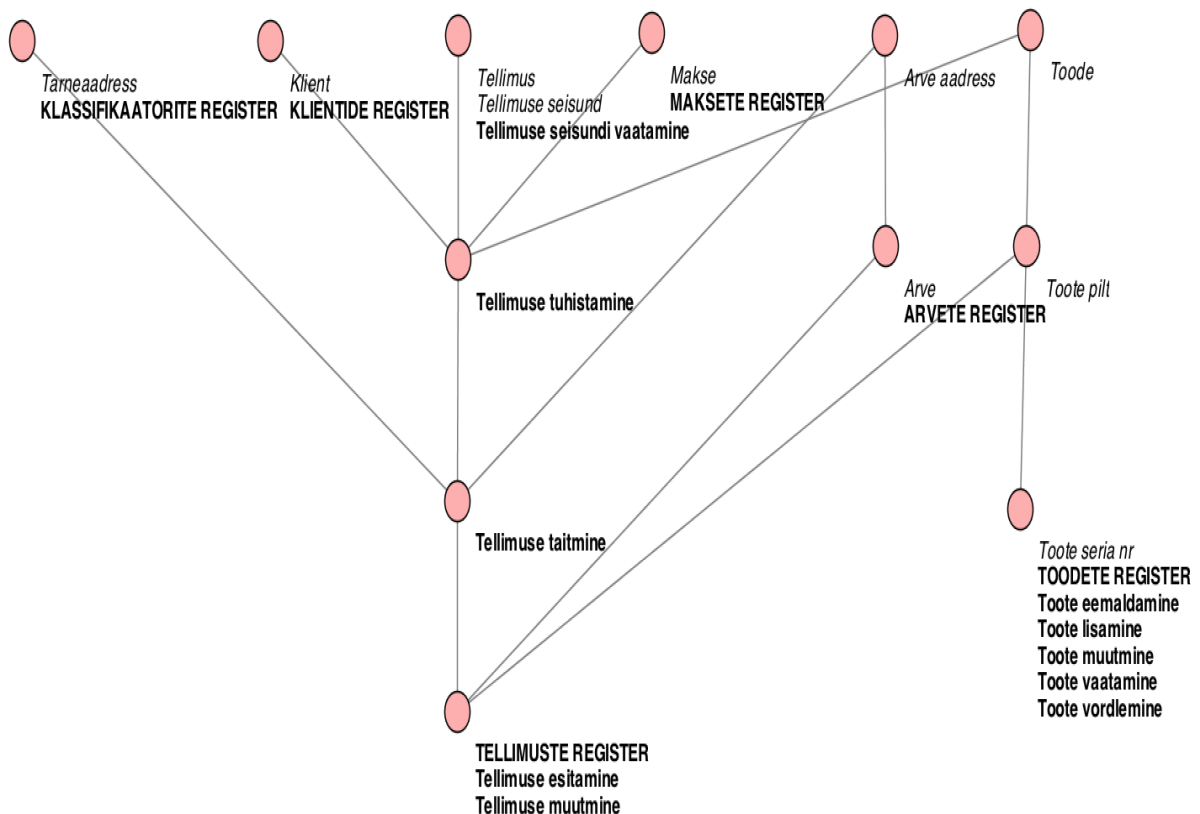 Tarneaadress
KLASSIFIKAATORITE REGISTER
Klient
KLIENTIDE REGISTER
Tellimus
Tellimuse seisund
Tellimuse seisundi vaatamine
Makse
MAKSETE REGISTER
Arve aadress
Toode
Tellimuse tuhistamine
Arve
ARVETE REGISTER
Toote pilt
Tellimuse taitmine
Toote seria nr
TOODETE REGISTER
Toote eemaldamine
Toote lisamine
Toote muutmine
Toote vaatamine
Toote vordlemine
TELLIMUSTE REGISTER
Tellimuse esitamine
Tellimuse muutmine